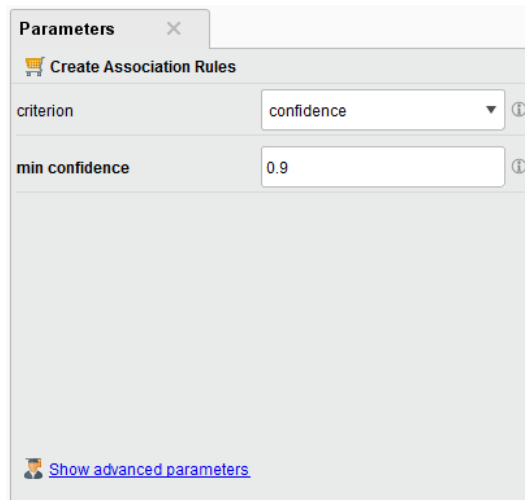 Parameters
Create Association Rules
criterion confidence
min confidence 0.9
Show advanced parameters